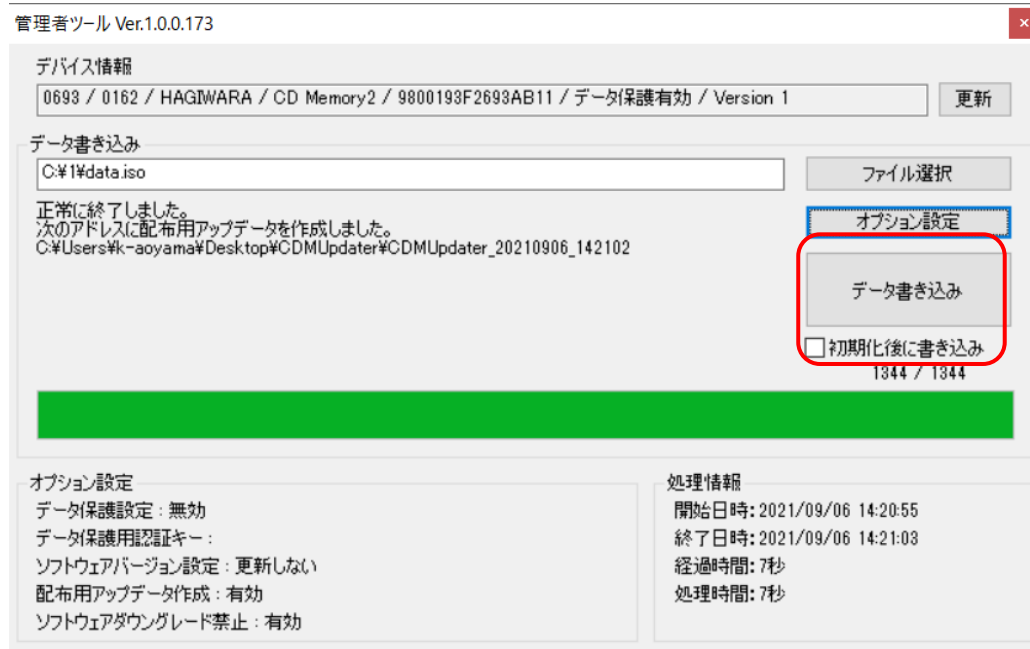 管理者ツール Ver.1.0.0.173
×
デバイス情報
0693 / 0162 / HAGIWARA / CD Memory2 / 9800193F2693AB11 / データ保護有効 / Version 1
更新
データ書き込み
C:¥1¥data.iso
ファイル選択
正常に終了しました。
次のアドレスに配布用アップデータを作成しました。
C:¥Users¥k-aoyama¥Desktop¥CDMUpdater¥CDMUpdater_20210906_142102
オプション設定
データ書き込み
初期化後に書き込み
1344 / 1344
オプション設定
データ保護設定 : 無効
データ保護用認証キー :
ソフトウェアバージョン設定 : 更新しない
配布用アップデータ作成 : 有効
ソフトウェアダウングレード禁止 : 有効
処理情報
開始日時: 2021/09/06 14:20:55
終了日時: 2021/09/06 14:21:03
経過時間: 7秒
処理時間: 7秒